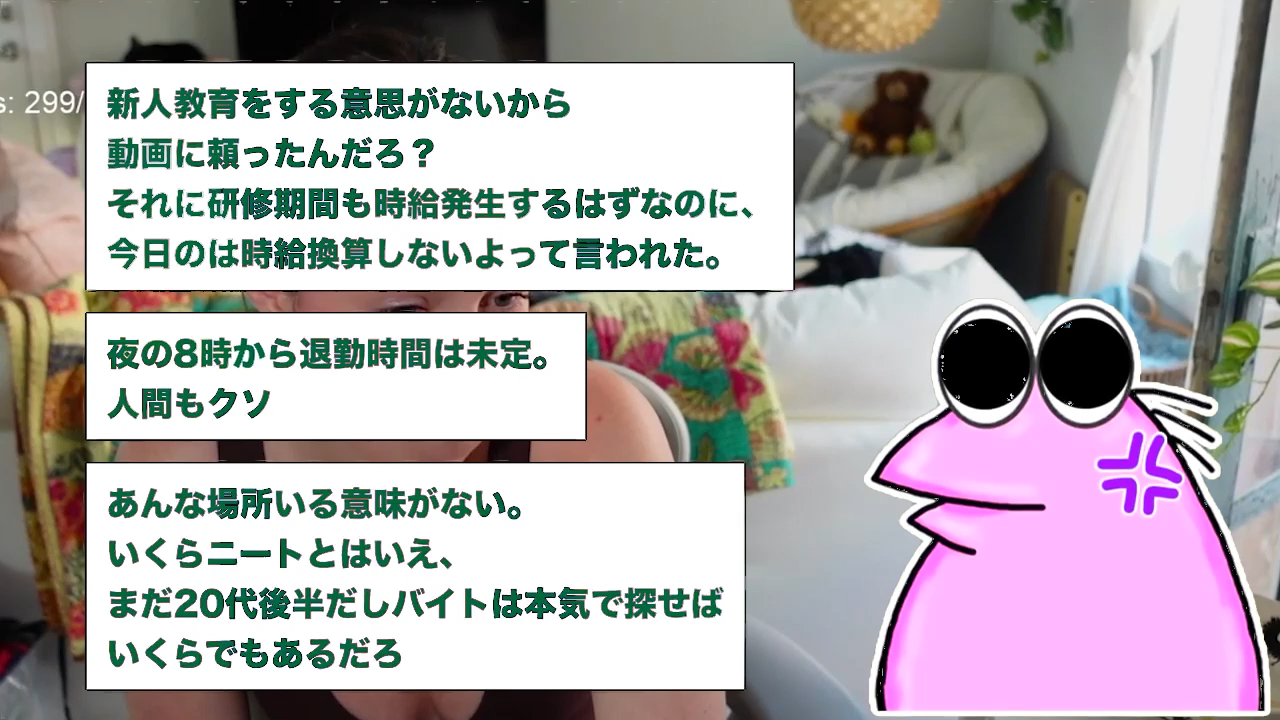 s: 299/
新人教育をする意思がないから
動画に頼ったんだろ？
それに研修期間も時給発生するはずなのに、
今日のは時給換算しないよって言われた。
夜の8時から退勤時間は未定。
人間もクソ
あんな場所いる意味がない。
いくらニートとはいえ、
まだ20代後半だしバイトは本気で探せば
いくらでもあるだろ